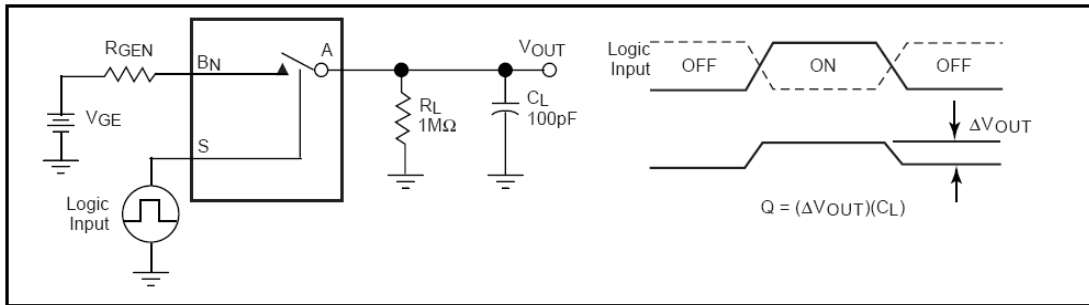 RGEN
BN
A
VOUT
VGE
RL
1MΩ
CL
100pF
S
Logic
Input
Logic
Input
OFF
ON
OFF
ΔVOUT
Q = (ΔVOUT)(CL)